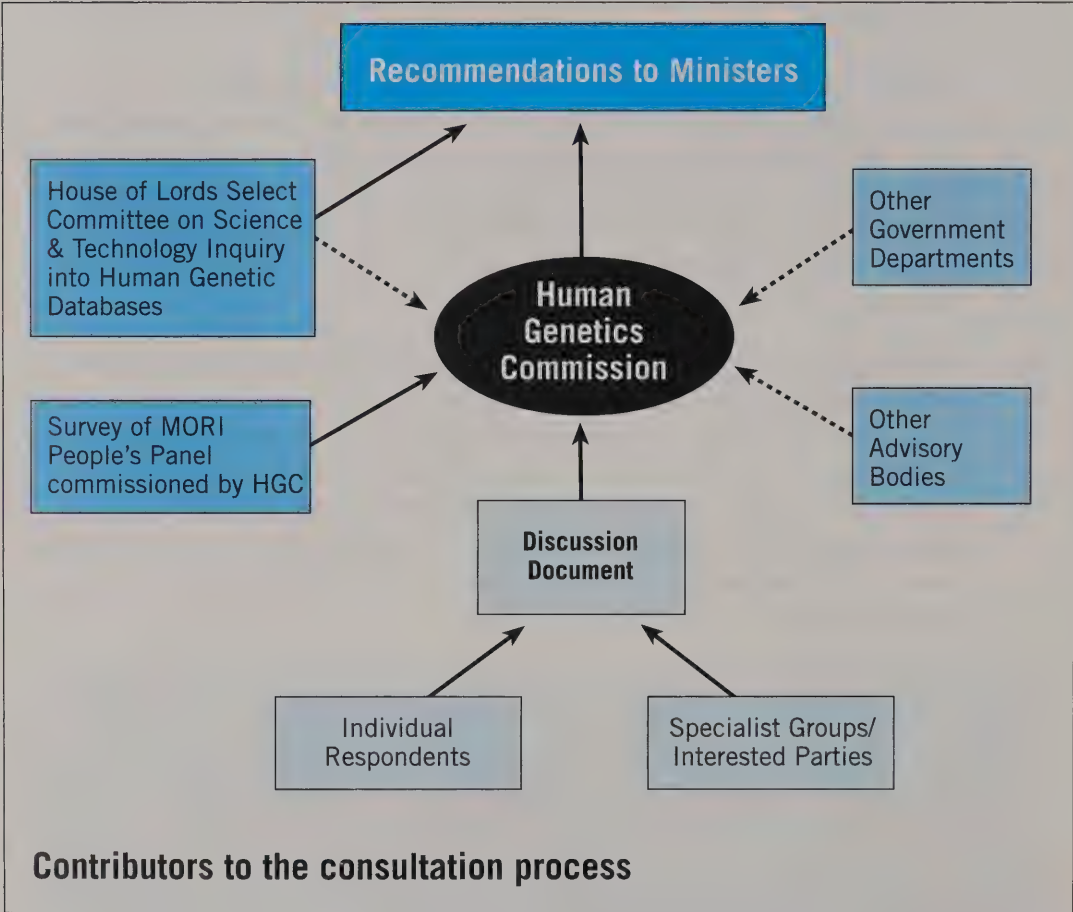 Recommendations to Ministers
House of Lords Select
Committee on Science
& Technology Inquiry
into Human Genetic
Databases
Other
Government
Departments
Human
Genetics
Commission
Survey of MORI
People's Panel
commissioned by HGC
Other
Advisory
Bodies
Discussion
Document
Individual
Respondents
Specialist Groups/
Interested Parties
Contributors to the consultation process